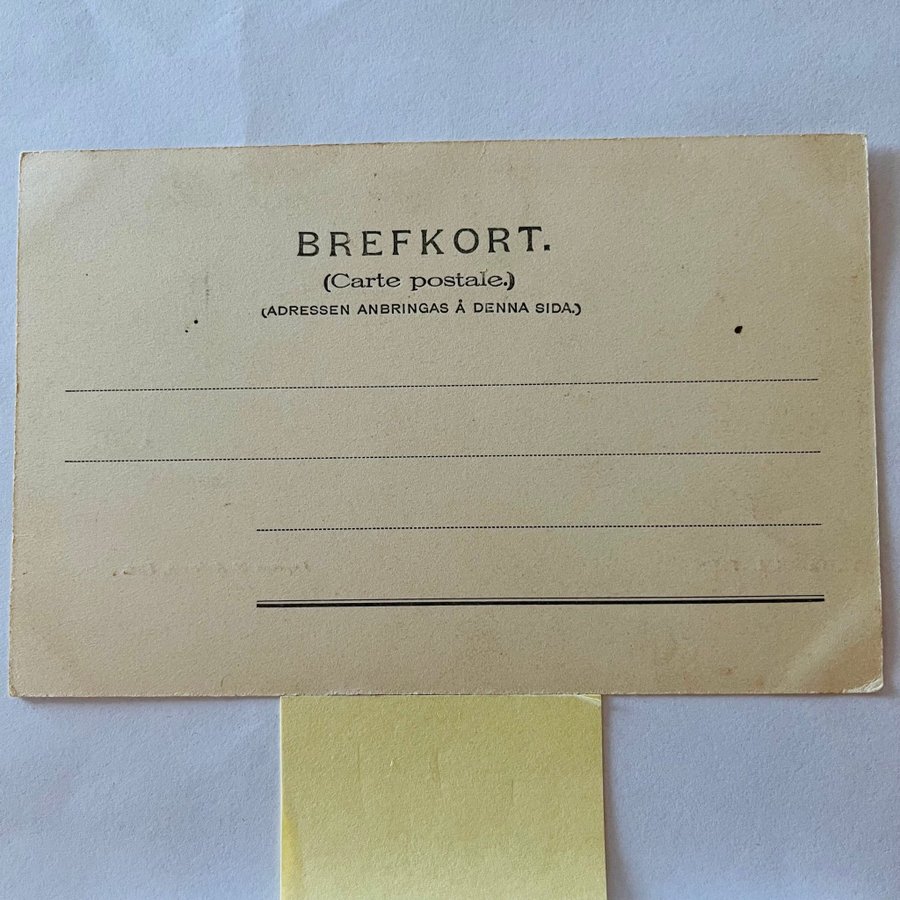 BREFKORT.
(Carte postale.)
(ADRESSEN ANBRINGAS Å DENNA SIDA.)